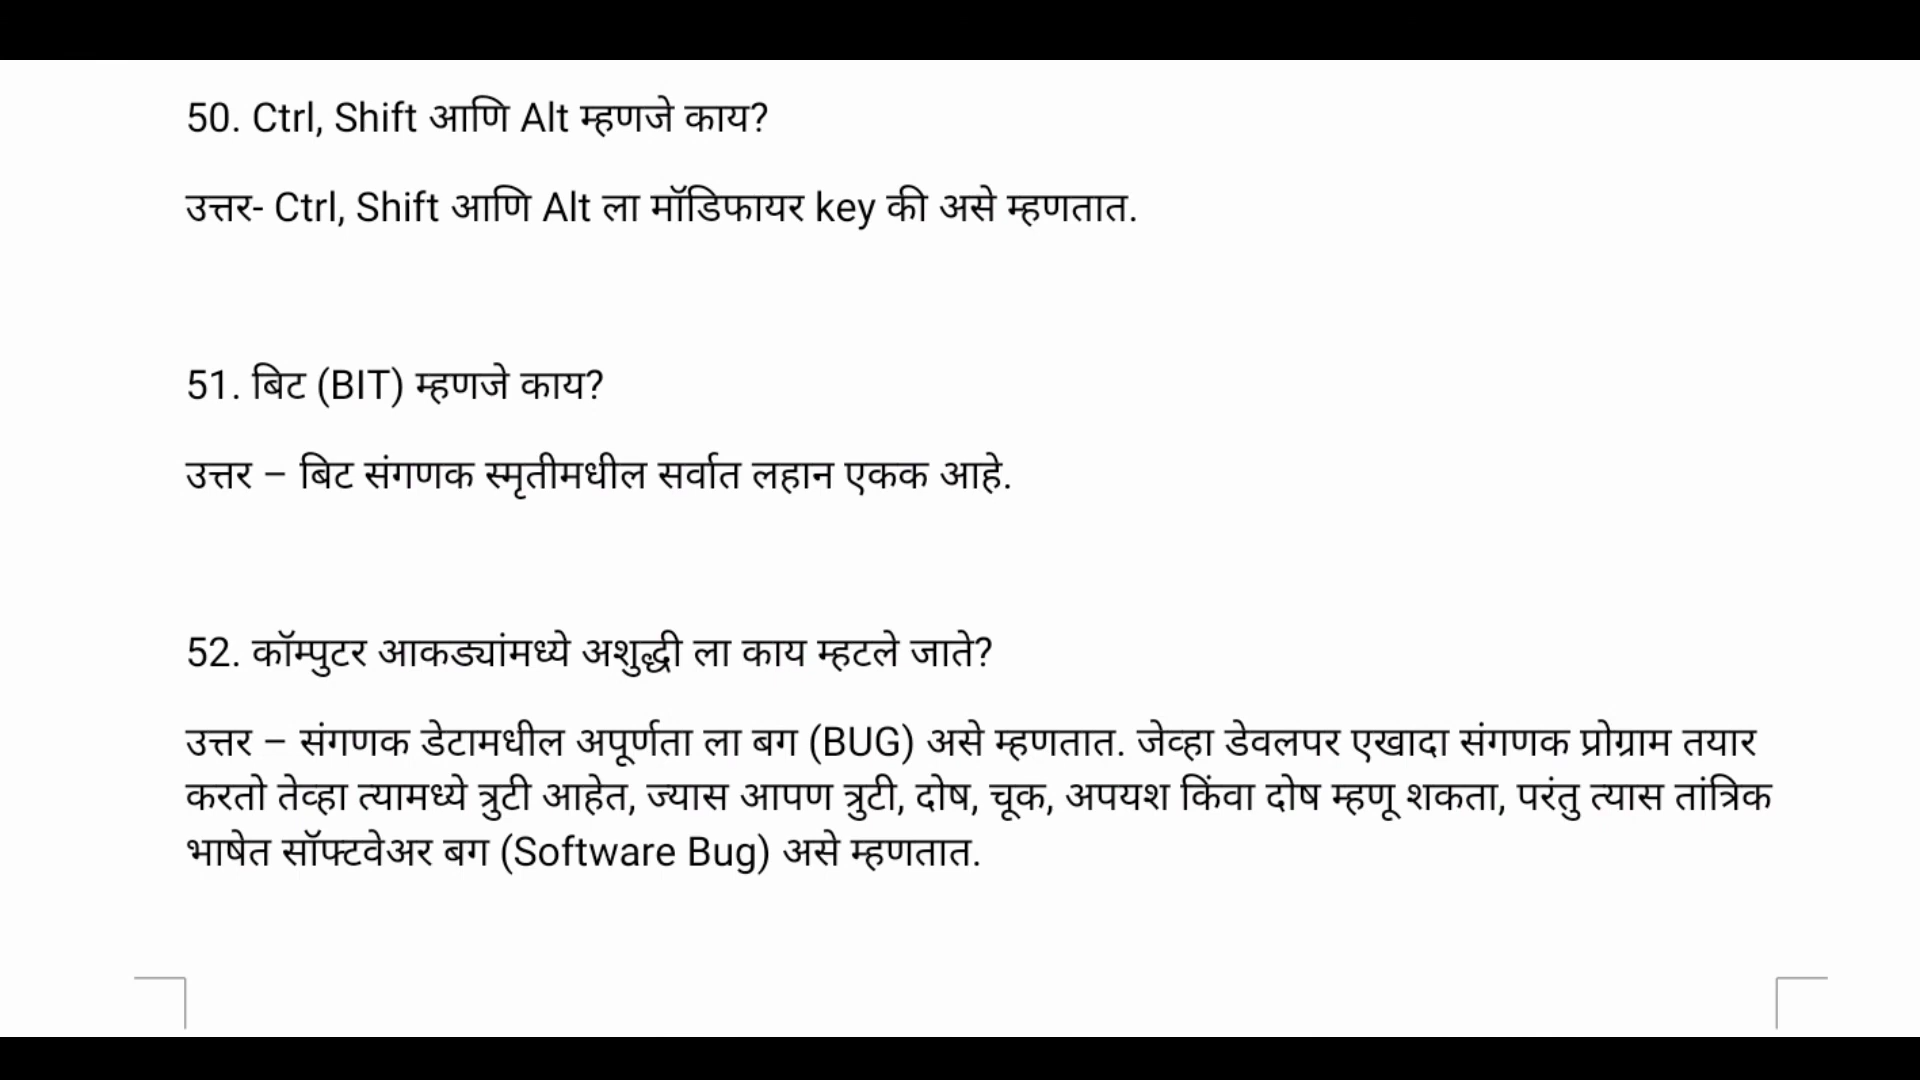 50. Ctrl, Shift आणि Alt म्हणजे काय?
उत्तर- Ctrl, Shift आणि Alt ला मॉडिफायर key की असे म्हणतात.
51. बिट (BIT) म्हणजे काय?
उत्तर – बिट संगणक स्मृतीमधील सर्वात लहान एकक आहे.
52. कॉम्पुटर आकड्यांमध्ये अशुद्धी ला काय म्हटले जाते?
उत्तर – संगणक डेटामधील अपूर्णता ला बग (BUG) असे म्हणतात. जेव्हा डेवलपर एखादा संगणक प्रोग्राम तयार
करतो तेव्हा त्यामध्ये त्रुटी आहेत, ज्यास आपण त्रुटी, दोष, चूक, अपयश किंवा दोष म्हणू शकता, परंतु त्यास तांत्रिक
भाषेत सॉफ्टवेअर बग (Software Bug) असे म्हणतात.